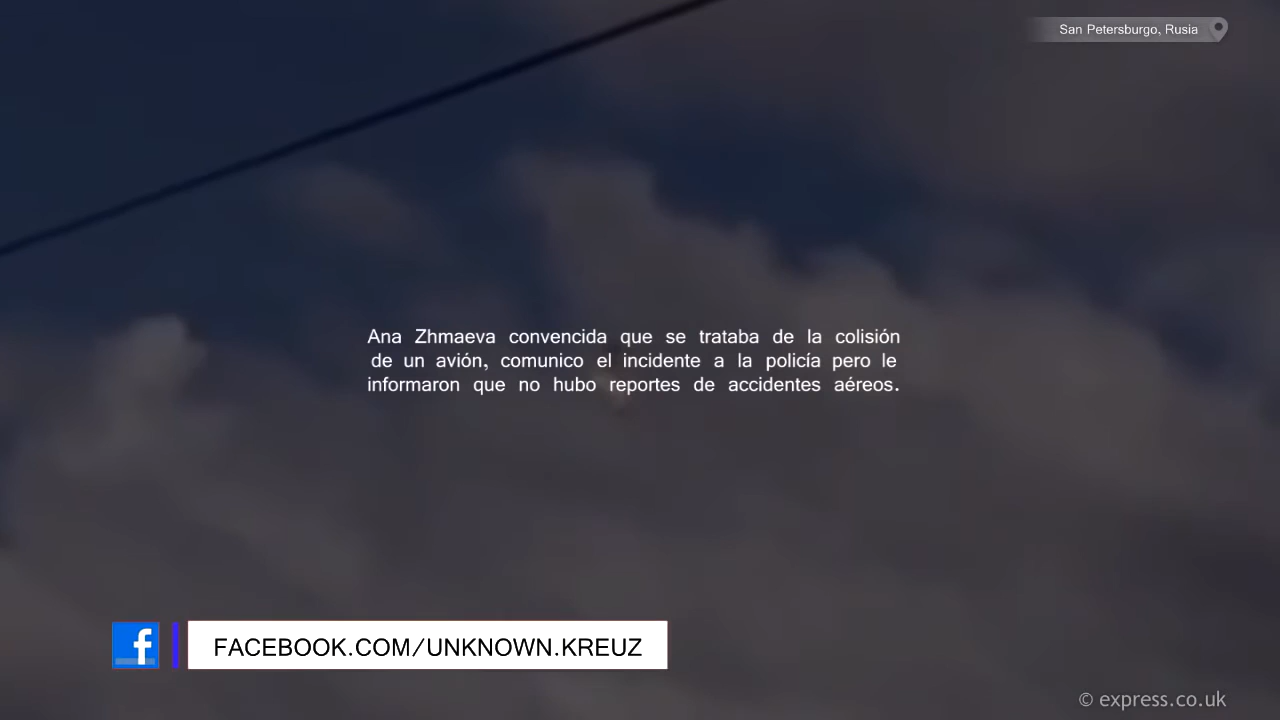 San Petersburgo, Rusia
Ana Zhmaeva convencida que se trataba de la colisión
de un avión, comunico el incidente a la policía pero le
informaron que no hubo reportes de accidentes aéreos.
FACEBOOK.COM/UNKNOWN.KREUZ
© express.co.uk